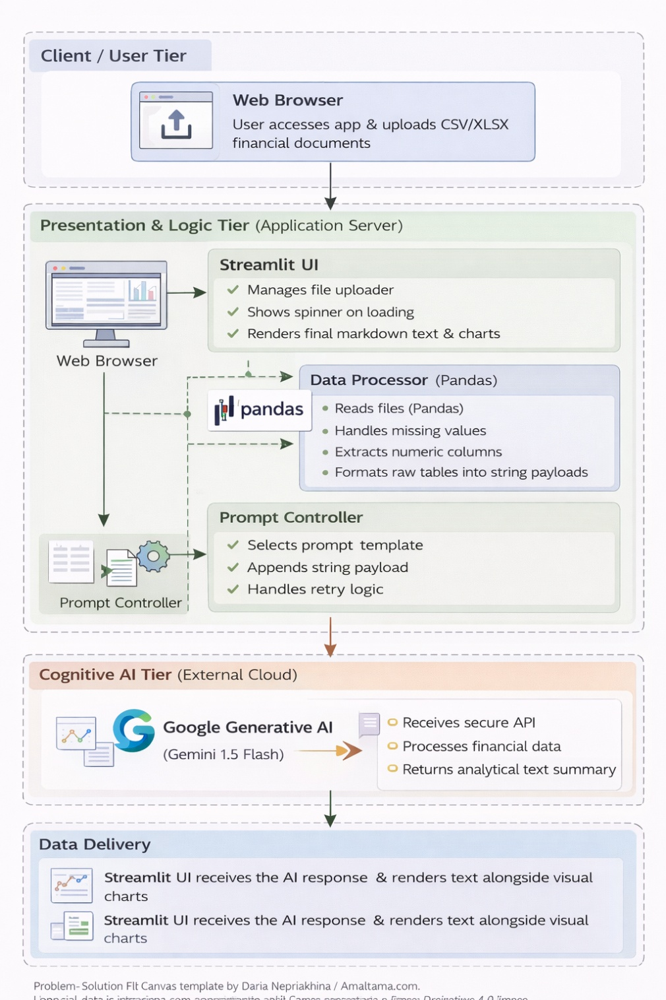 Client / User Tier
Web Browser
User accesses app & uploads CSV/XLSX
financial documents
Presentation & Logic Tier (Application Server)
Streamlit UI
Manages file uploader
Shows spinner on loading
Renders final markdown text & charts
Web Browser
Data Processor (Pandas)
pandas
Reads files (Pandas)
Handles missing values
Extracts numeric columns
Formats raw tables into string payloads
Prompt Controller
Selects prompt template
Appends string payload
Handles retry logic
Prompt Controller
Cognitive AI Tier (External Cloud)
Google Generative AI
(Gemini 1.5 Flash)
Receives secure API
Processes financial data
Returns analytical text summary
Data Delivery
Streamlit UI receives the AI response & renders text alongside visual
charts
Streamlit UI receives the AI response & renders text alongside visual
charts
Problem-Solution FIt Canvas template by Daria Nepriakhina / Amaltama.com.